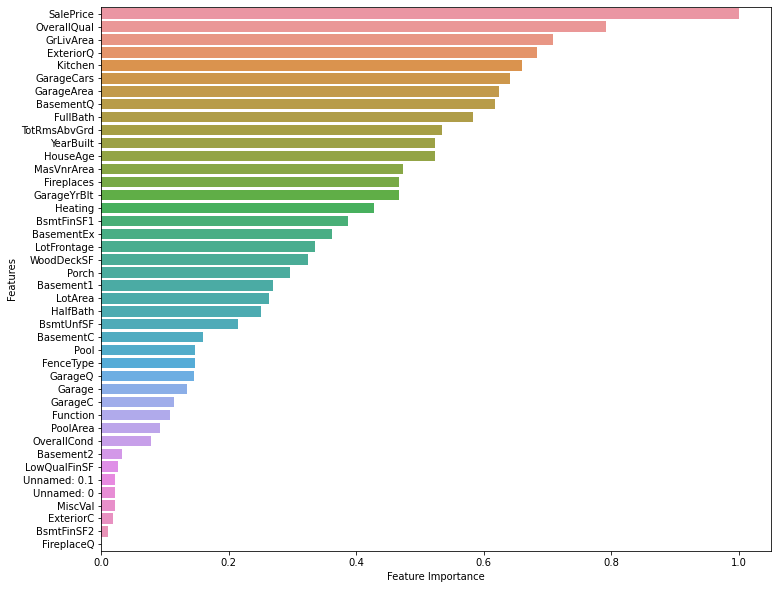 SalePrice
OverallQual
GrLivArea
ExteriorQ
Kitchen
GarageCars
GarageArea
BasementQ
FullBath
TotRmsAbvGrd
YearBuilt
HouseAge
MasVnrArea
Fireplaces
GarageYrBlt
Heating
BsmtFinSF1
BasementEx
LotFrontage
WoodDeckSF
Porch
Basement1
LotArea
HalfBath
BsmtUnfSF
BasementC
Pool
FenceType
GarageQ
Garage
GarageC
Function
PoolArea
OverallCond
Basement2
LowQualFinSF
Unnamed: 0.1
Unnamed: 0
MiscVal
ExteriorC
BsmtFinSF2
FireplaceQ
Features
0.0 0.2 0.4 0.6 0.8 1.0
Feature Importance